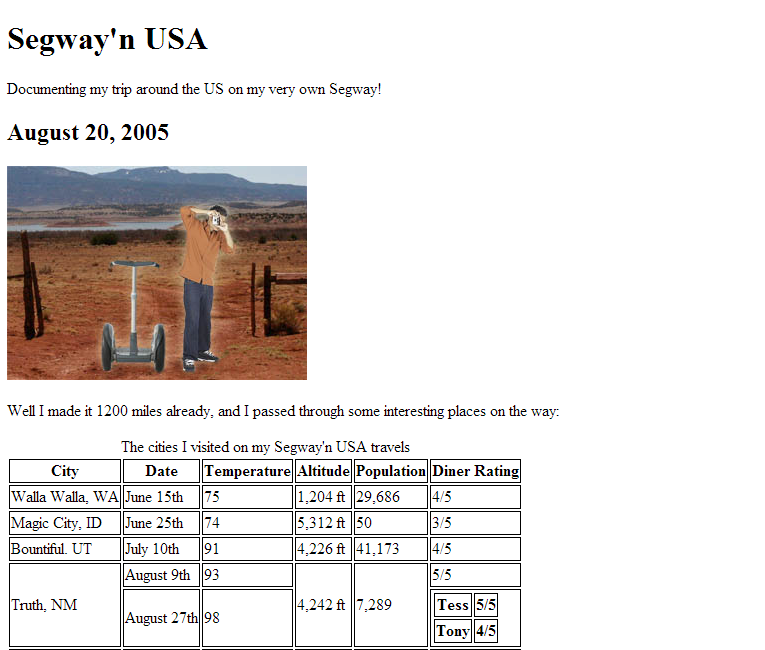 Segway'n USA
Documenting my trip around the US on my very own Segway!
August 20, 2005
Well I made it 1200 miles already, and I passed through some interesting places on the way:
The cities I visited on my Segway'n USA travels
City Date Temperature Altitude Population Diner Rating
Walla Walla, WA June 15th 75 1,204 ft 29,686 4/5
Magic City, ID June 25th 74 5,312 ft 50 3/5
Bountiful. UT July 10th 91 4,226 ft 41,173 4/5
Truth, NM August 9th 93 4,242 ft 7,289 5/5
August 27th 98 Tess 5/5
Tony 4/5